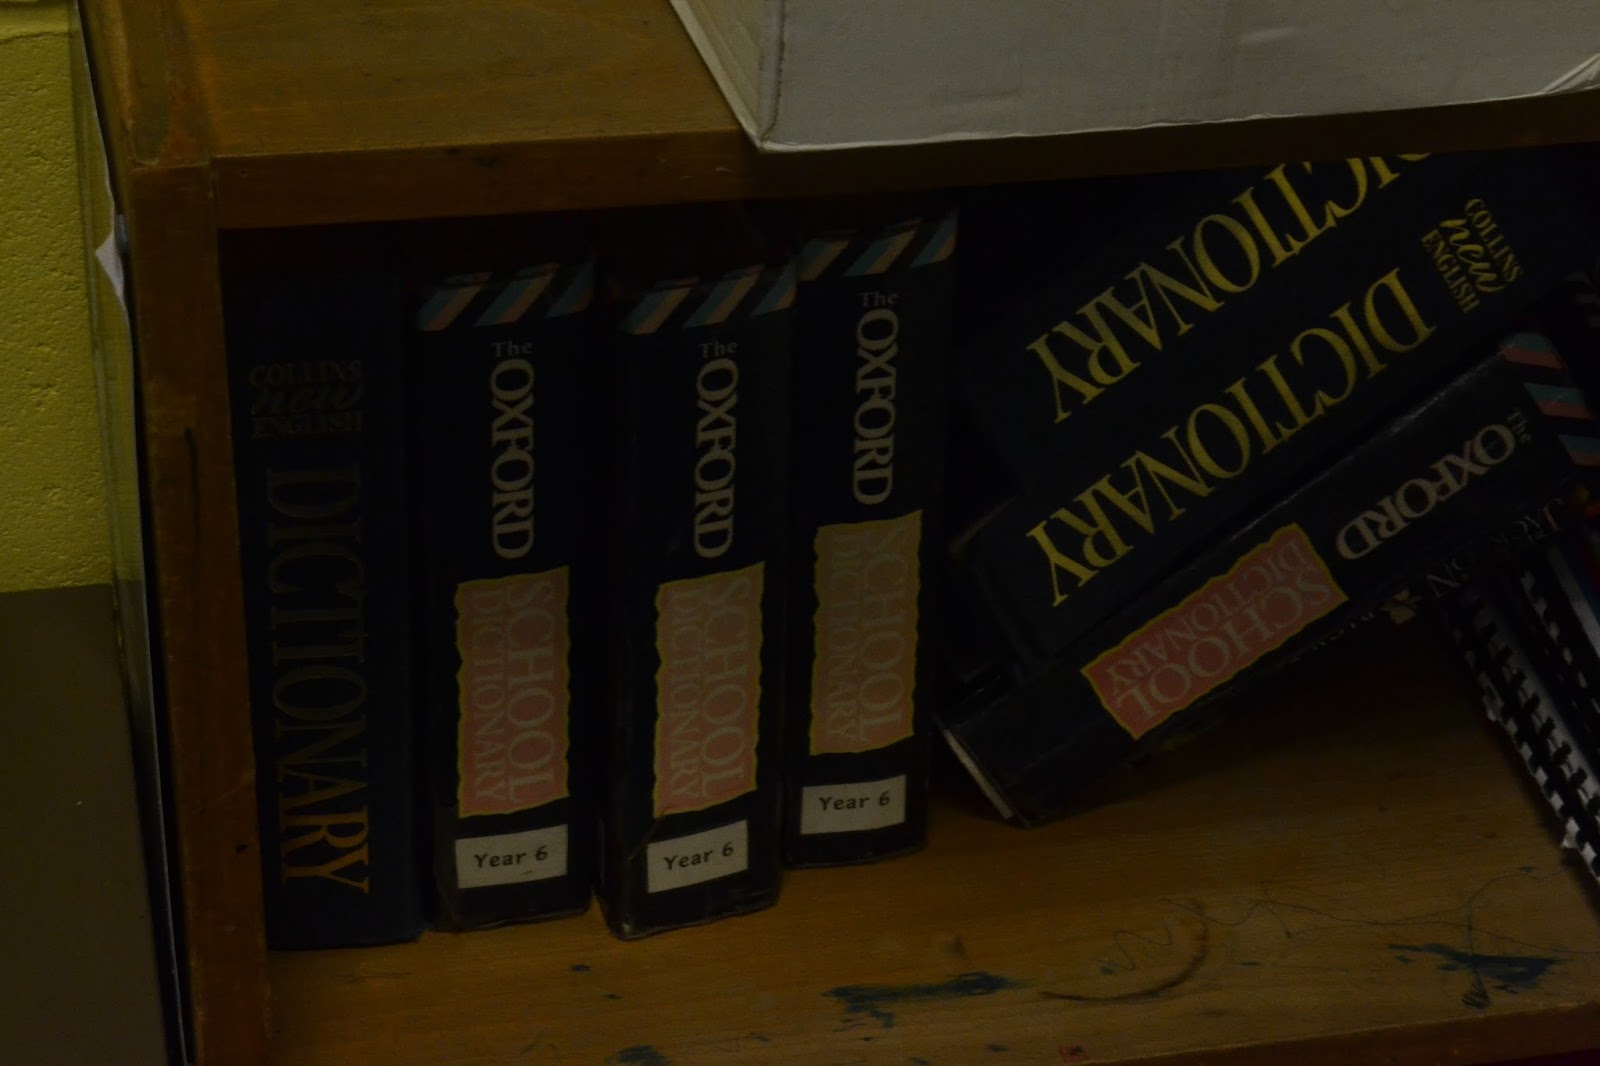 COLLINS
new
ENGLISH
DICTIONARY
The
OXFORD
SCHOOL
DICTIONARY
Year 6
The
OXFORD
SCHOOL
DICTIONARY
Year 6
The
OXFORD
SCHOOL
DICTIONARY
Year 6
DICTIONARY
COLLINS
new
ENGLISH
DICTIONARY
The
OXFORD
SCHOOL
DICTIONARY